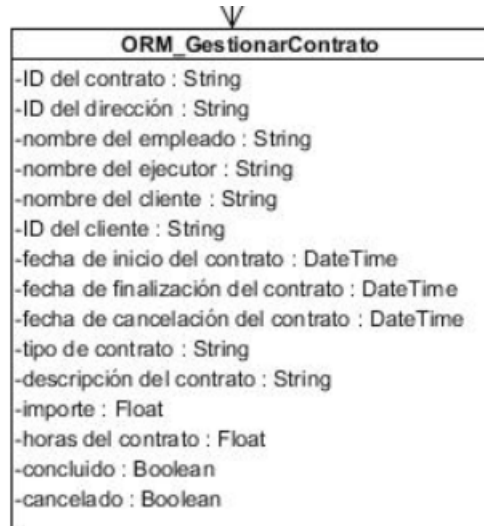 ORM_GestionarContrato
-ID del contrato : String
-ID del dirección : String
-nombre del empleado : String
-nombre del ejecutor : String
-nombre del cliente : String
-ID del cliente : String
-fecha de inicio del contrato : DateTime
-fecha de finalización del contrato : DateTime
-fecha de cancelación del contrato : DateTime
-tipo de contrato : String
-descripción del contrato : String
-importe : Float
-horas del contrato : Float
-concluido : Boolean
-cancelado : Boolean